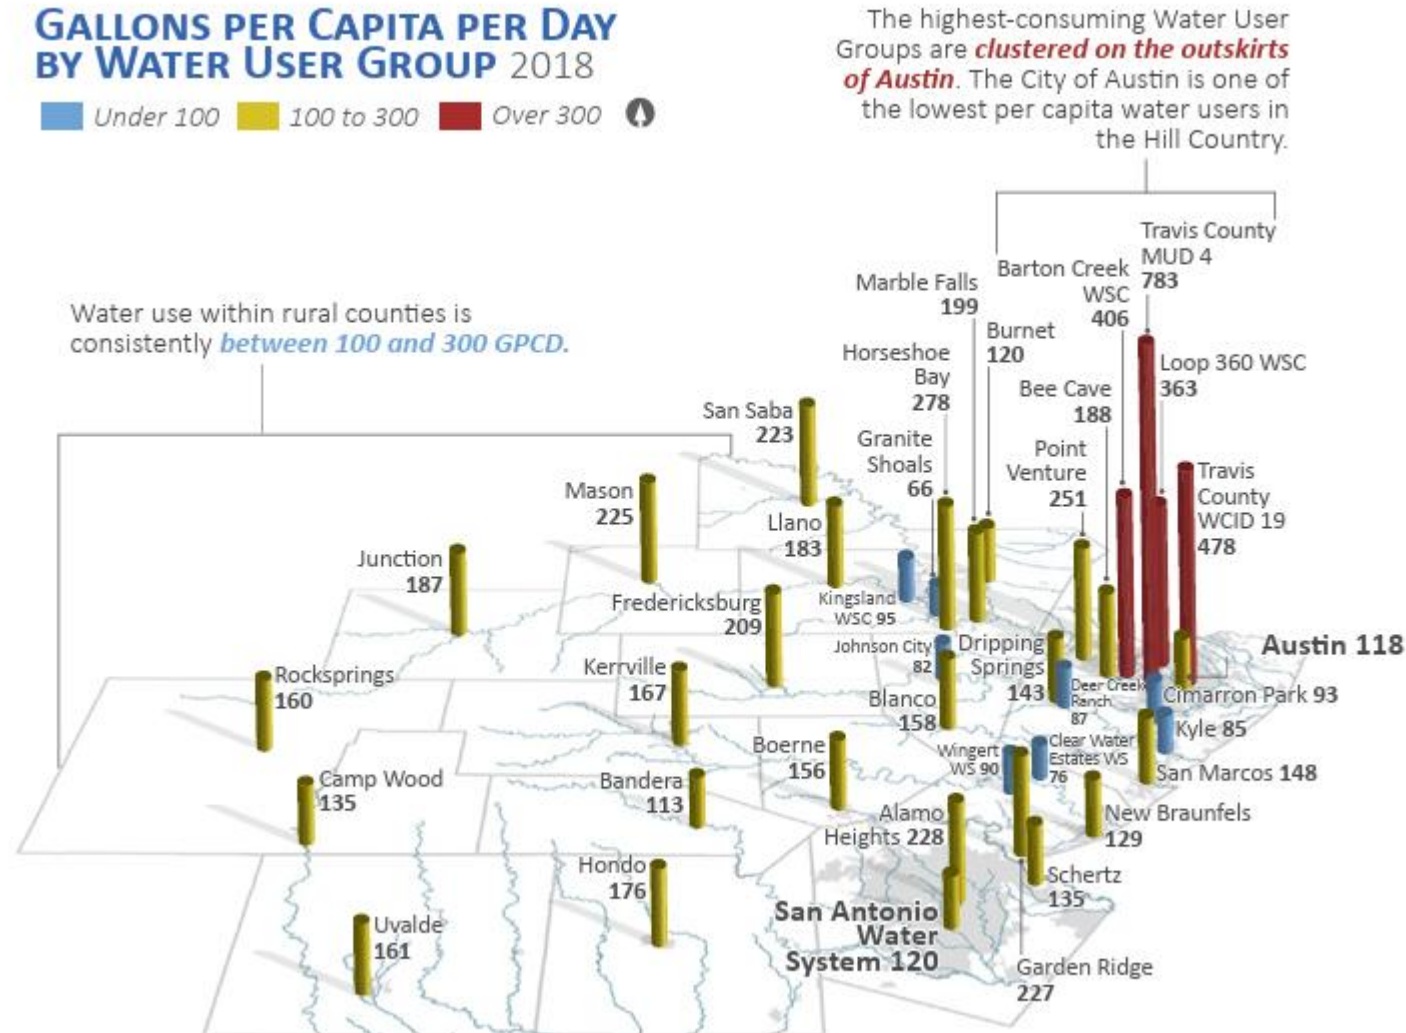 GALLONS PER CAPITA PER DAY
BY WATER USER GROUP 2018
Under 100
100 to 300
Over 300
The highest-consuming Water User
Groups are clustered on the outskirts
of Austin. The City of Austin is one of
the lowest per capita water users in
the Hill Country.
Water use within rural counties is
consistently between 100 and 300 GPCD.
Travis County
MUD 4
783
Barton Creek
WSC
406
Marble Falls
199
Burnet
120
Horseshoe
Bay
278
Loop 360 WSC
363
Bee Cave
188
San Saba
223
Granite
Shoals
66
Point
Venture
251
Travis
County
WCID 19
478
Mason
225
Llano
183
Junction
187
Fredericksburg
209
Kingsland
WSC 95
Johnson City
82
Dripping
Springs
143
Austin 118
Rocksprings
160
Kerrville
167
Blanco
158
Deer Creek
Ranch
87
Cimarron Park 93
Kyle 85
Boerne
156
Wingert
WS 90
Clear Water
Estates WS
76
San Marcos 148
Camp Wood
135
Bandera
113
Alamo
Heights 228
New Braunfels
129
Hondo
176
Schertz
135
San Antonio
Water
System 120
Uvalde
161
Garden Ridge
227